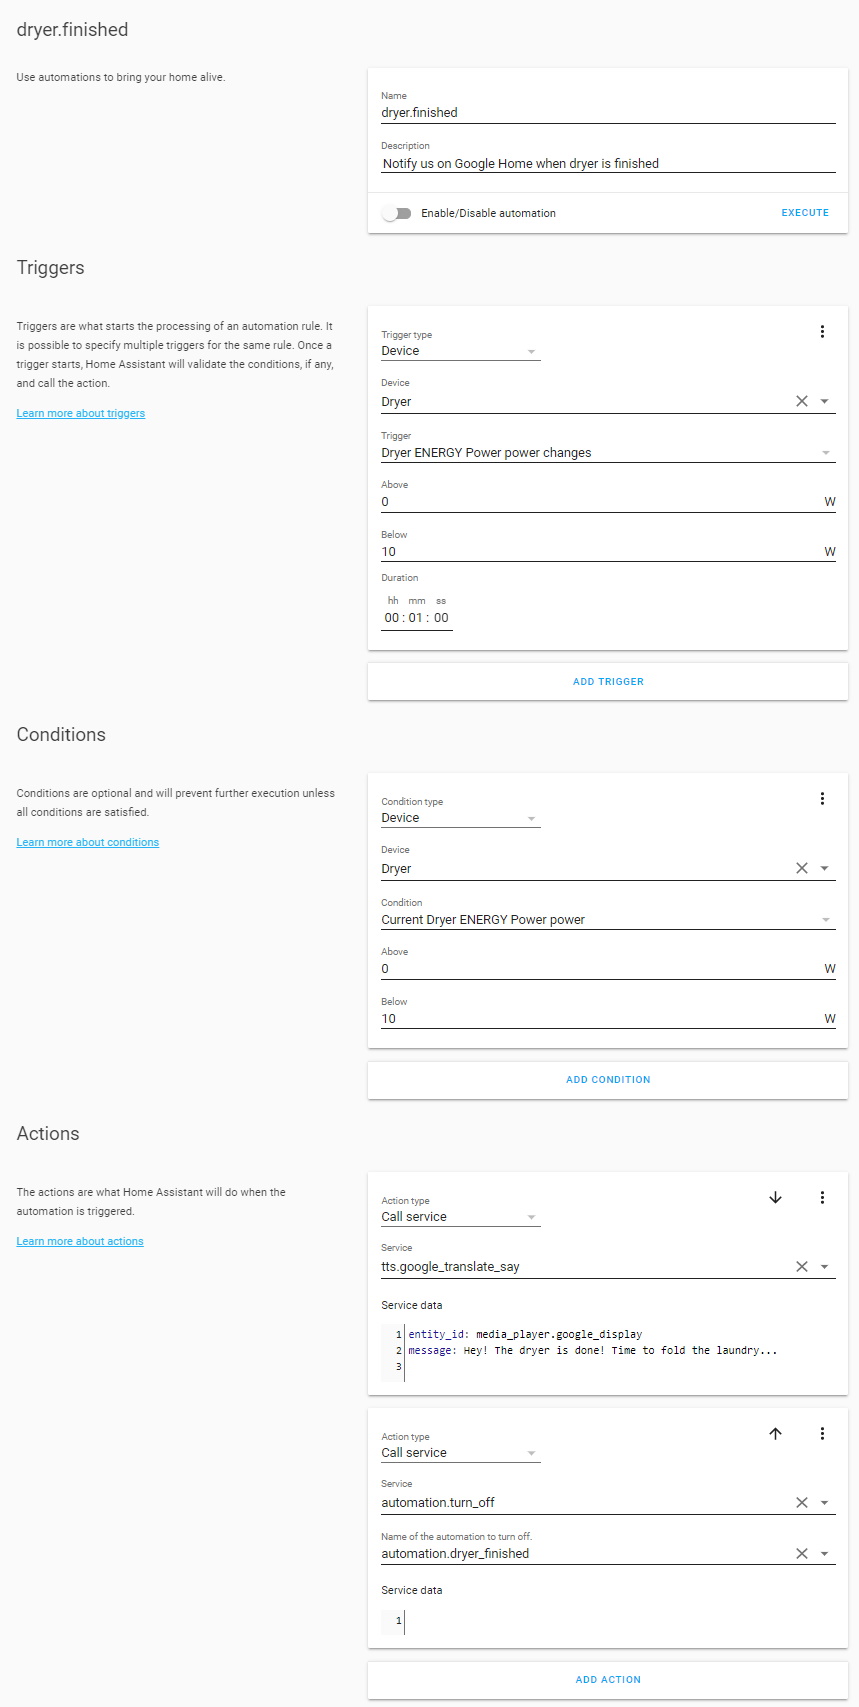 dryer.finished
Use automations to bring your home alive.
Name
dryer.finished
Description
Notify us on Google Home when dryer is finished
Enable/Disable automation
EXECUTE
Triggers
Triggers are what starts the processing of an automation rule. It
is possible to specify multiple triggers for the same rule. Once a
trigger starts, Home Assistant will validate the conditions, if any,
and call the action.
Learn more about triggers
Trigger type
Device
Device
Dryer
Trigger
Dryer ENERGY Power power changes
Above
0 W
Below
10 W
Duration
hh mm ss
00 : 01 : 00
ADD TRIGGER
Conditions
Conditions are optional and will prevent further execution unless
all conditions are satisfied.
Learn more about conditions
Condition type
Device
Device
Dryer
Condition
Current Dryer ENERGY Power power
Above
0 W
Below
10 W
ADD CONDITION
Actions
The actions are what Home Assistant will do when the
automation is triggered.
Learn more about actions
Action type
Call service
Service
tts.google_translate_say
Service data
1 entity_id: media_player.google_display
2 message: Hey! The dryer is done! Time to fold the laundry...
3
Action type
Call service
Service
automation.turn_off
Name of the automation to turn off.
automation.dryer_finished
Service data
1
ADD ACTION